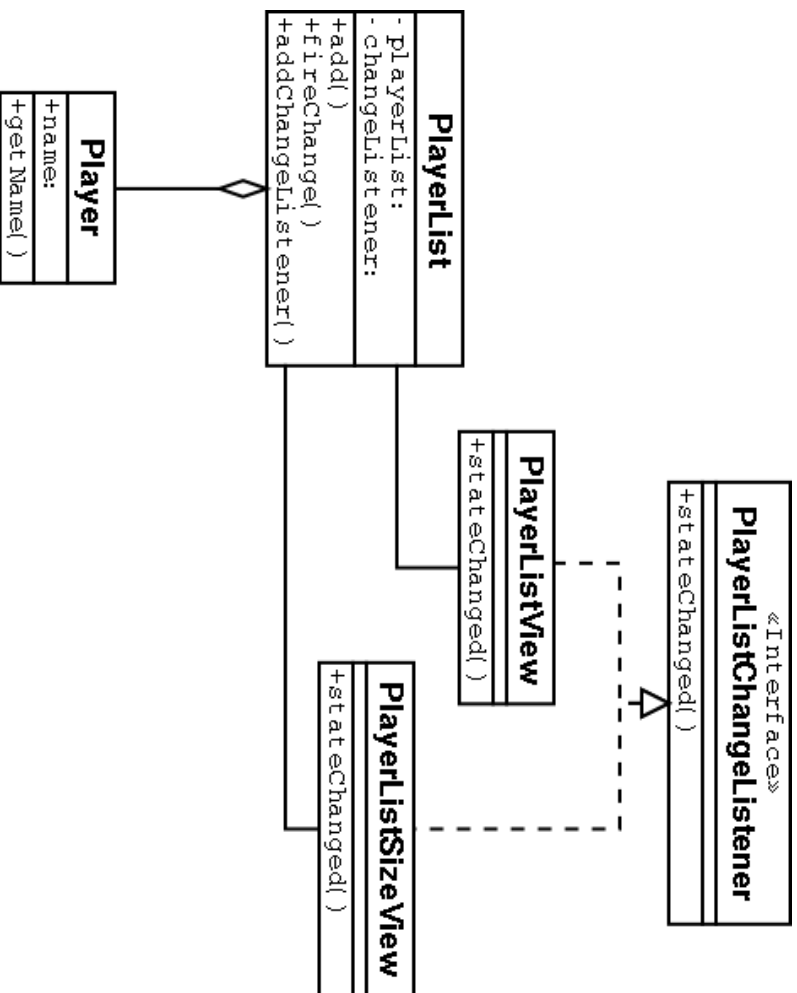 «Interface»
PlayerListChangeListener
+stateChanged()
PlayerList
- playerList:
- changeListener:
+add()
+fireChange()
+addChangeListener()
PlayerListView
+stateChanged()
PlayerListSizeView
+stateChanged()
Player
+name:
+getName()